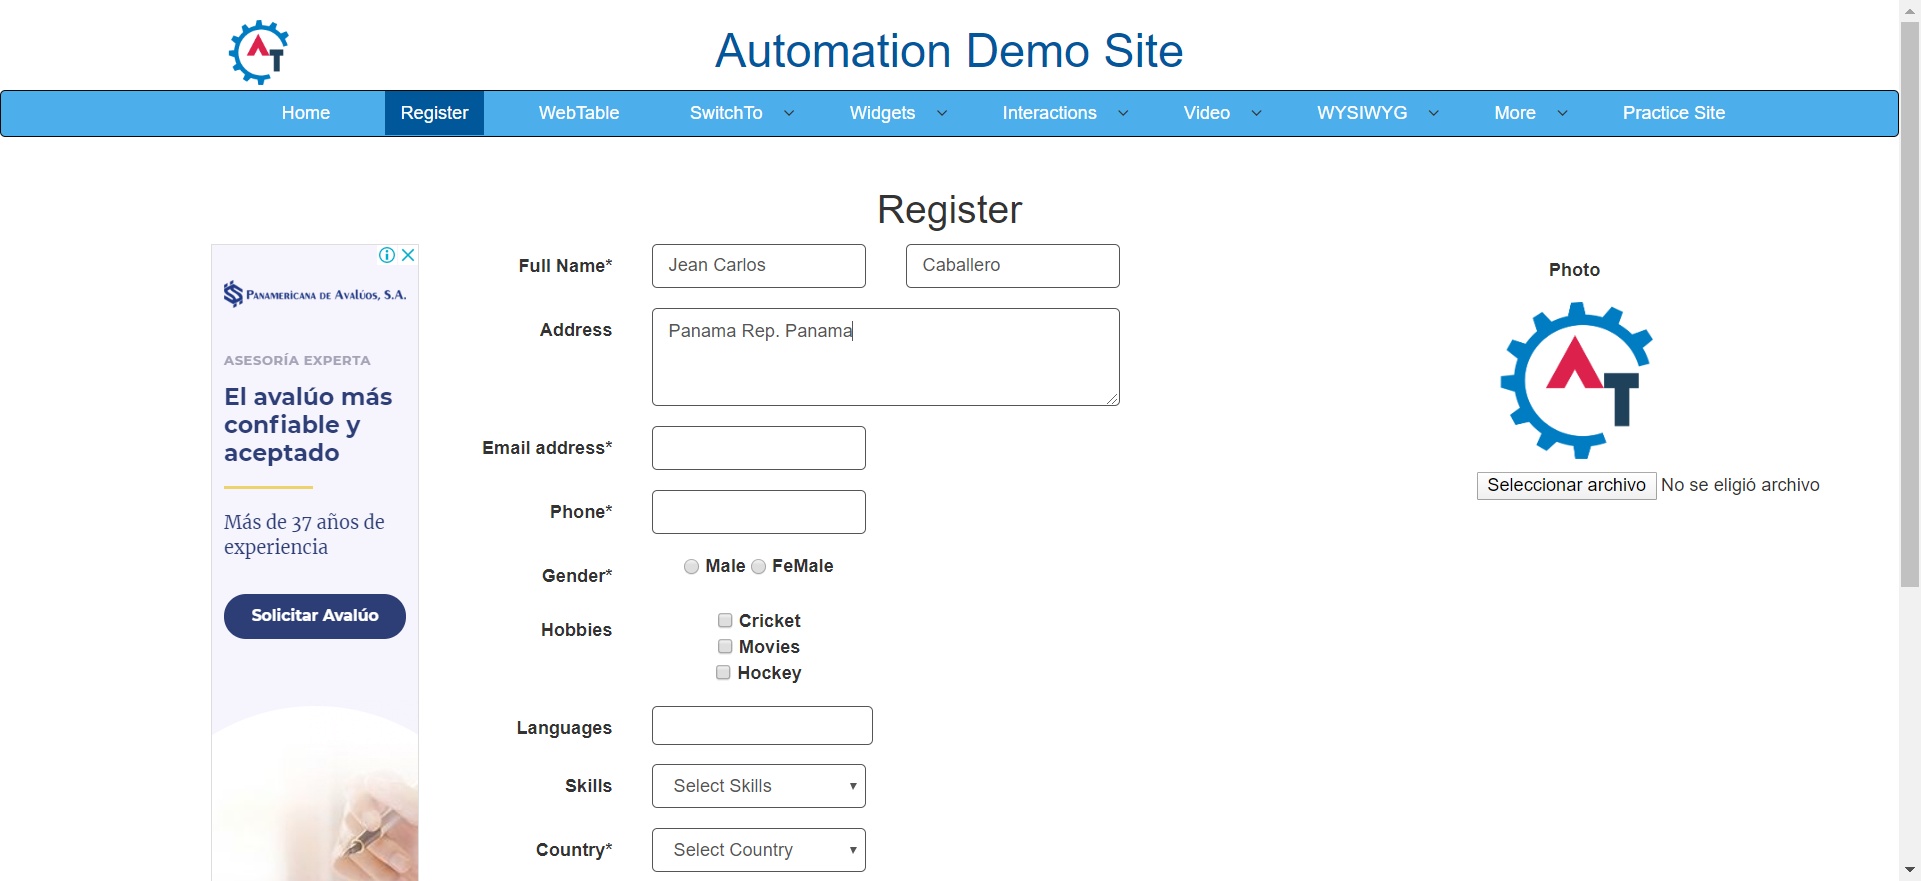 Automation Demo Site
Home Register WebTable SwitchTo Widgets Interactions Video WYSIWYG More Practice Site
Register
Full Name* Jean Carlos Caballero
Address Panama Rep. Panama
Email address*
Phone*
Gender* Male FeMale
Hobbies Cricket
Movies
Hockey
Languages
Skills Select Skills
Country* Select Country
Photo
AT
Seleccionar archivo No se eligió archivo
PANAMERICANA DE AVALÚOS, S.A.
ASESORÍA EXPERTA
El avalúo más
confiable y
aceptado
Más de 37 años de
experiencia
Solicitar Avalúo